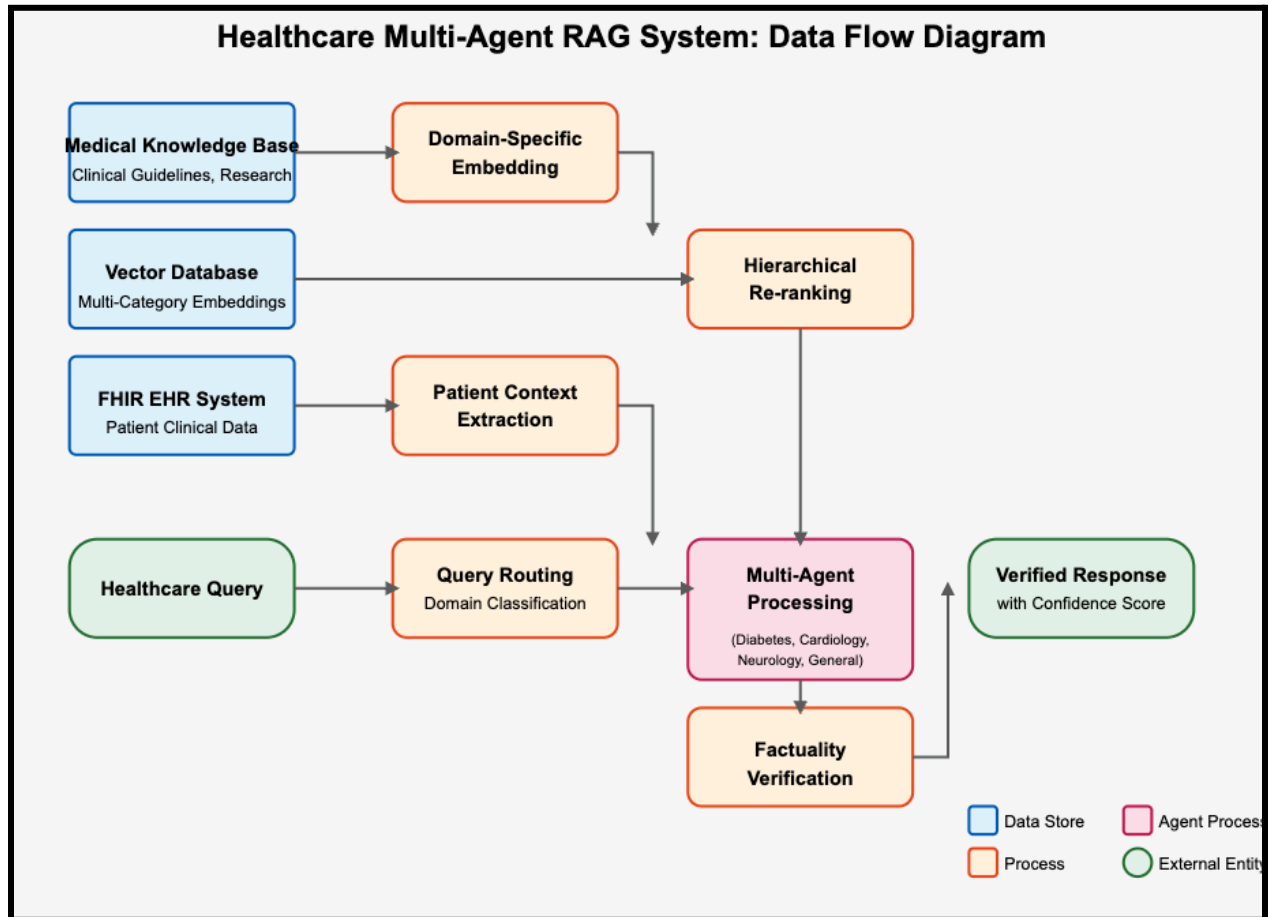 Healthcare Multi-Agent RAG System: Data Flow Diagram
Medical Knowledge Base
Clinical Guidelines, Research
Domain-Specific
Embedding
Vector Database
Multi-Category Embeddings
Hierarchical
Re-ranking
FHIR EHR System
Patient Clinical Data
Patient Context
Extraction
Healthcare Query
Query Routing
Domain Classification
Multi-Agent
Processing
(Diabetes, Cardiology,
Neurology, General)
Verified Response
with Confidence Score
Factuality
Verification
Data Store
Agent Process
Process
External Entity